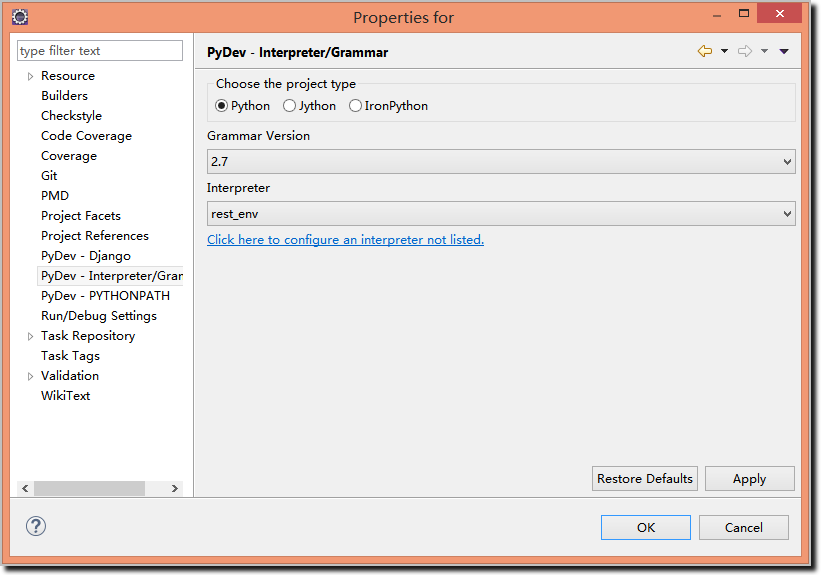 Properties for
type filter text
Resource
Builders
Checkstyle
Code Coverage
Coverage
Git
PMD
Project Facets
Project References
PyDev - Django
PyDev - Interpreter/Gran
PyDev - PYTHONPATH
Run/Debug Settings
Task Repository
Task Tags
Validation
WikiText
PyDev - Interpreter/Grammar
Choose the project type
Python Jython IronPython
Grammar Version
2.7
Interpreter
rest_env
Click here to configure an interpreter not listed.
Restore Defaults Apply
OK Cancel